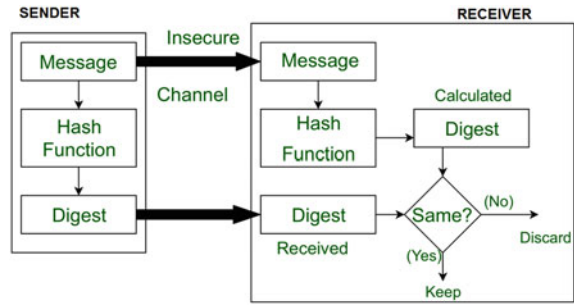 SENDER
RECEIVER
Message
Insecure
Channel
Message
Hash
Function
Hash
Function
Calculated
Digest
Digest
Digest
Received
Same?
(No)
Discard
(Yes)
Keep